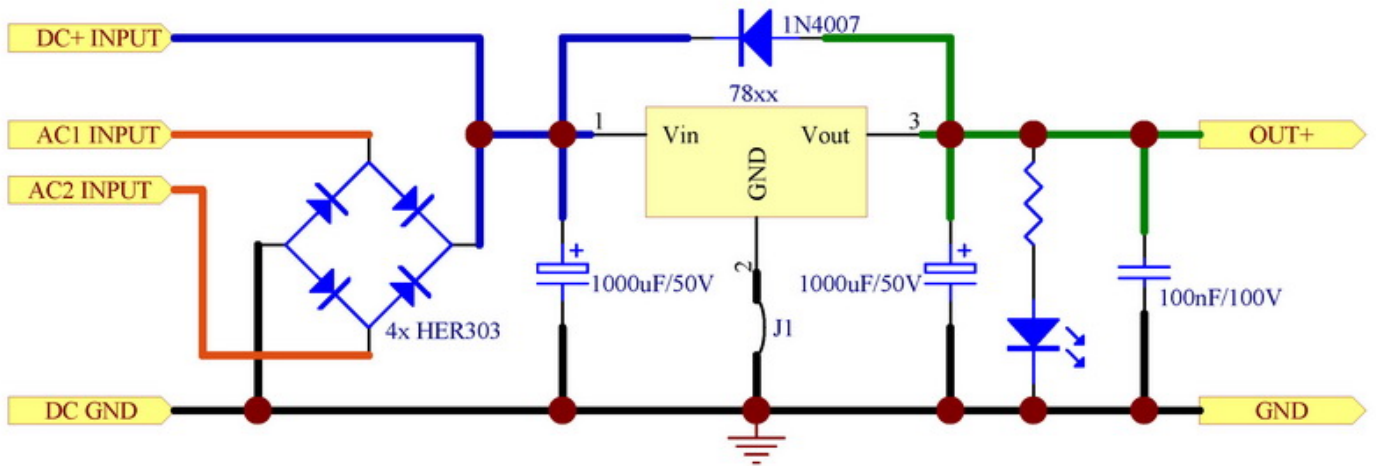 DC+ INPUT
1N4007
78xx
AC1 INPUT
1
Vin
Vout
3
OUT+
AC2 INPUT
GND
2
+
1000uF/50V
+
1000uF/50V
100nF/100V
4x HER303
J1
DC GND
GND